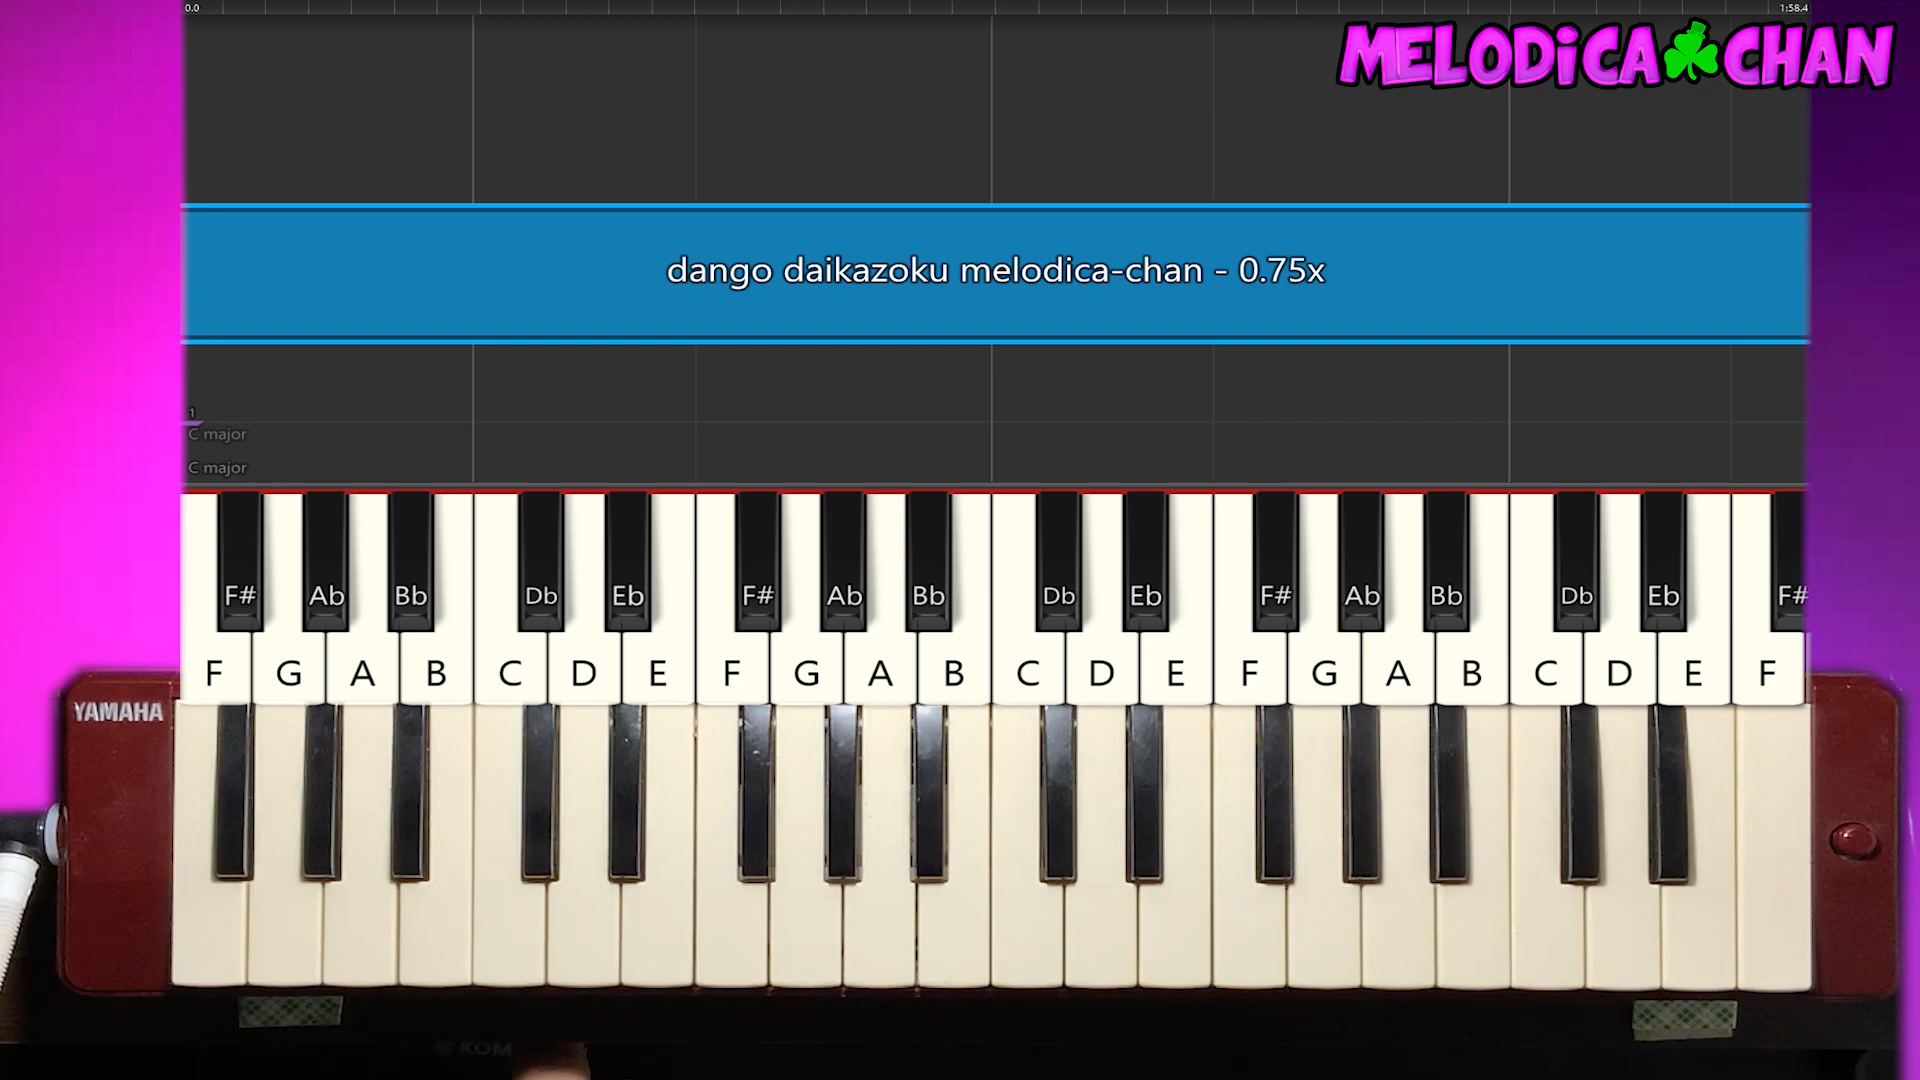 0.0 1:58.4
MELODiCA CHAN
dango daikazoku melodica-chan - 0.75x
1
C major
C major
F# Ab Bb Db Eb F# Ab Bb Db Eb F# Ab Bb Db Eb F#
F G A B C D E F G A B C D E F G A B C D E F
YAMAHA
KOM